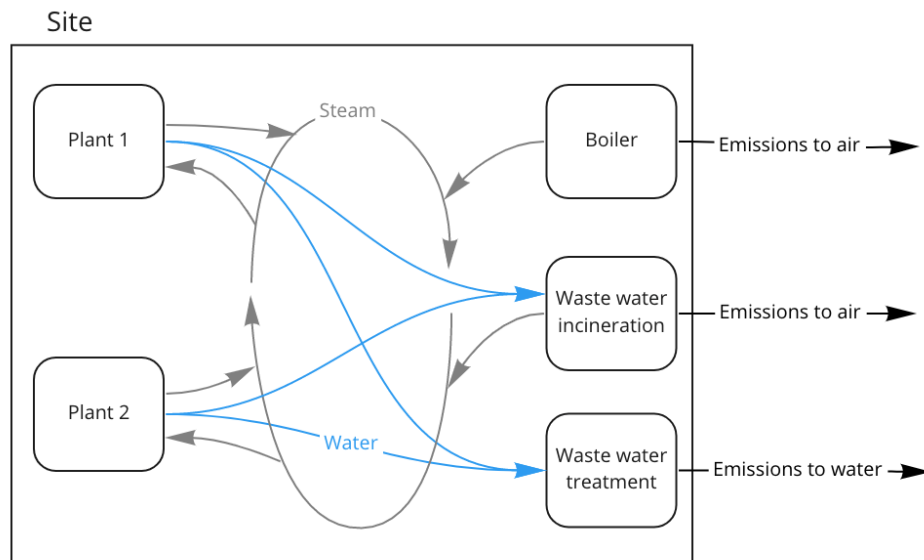 Site
Steam
Plant 1
Boiler
Emissions to air
Waste water
incineration
Emissions to air
Plant 2
Water
Waste water
treatment
Emissions to water